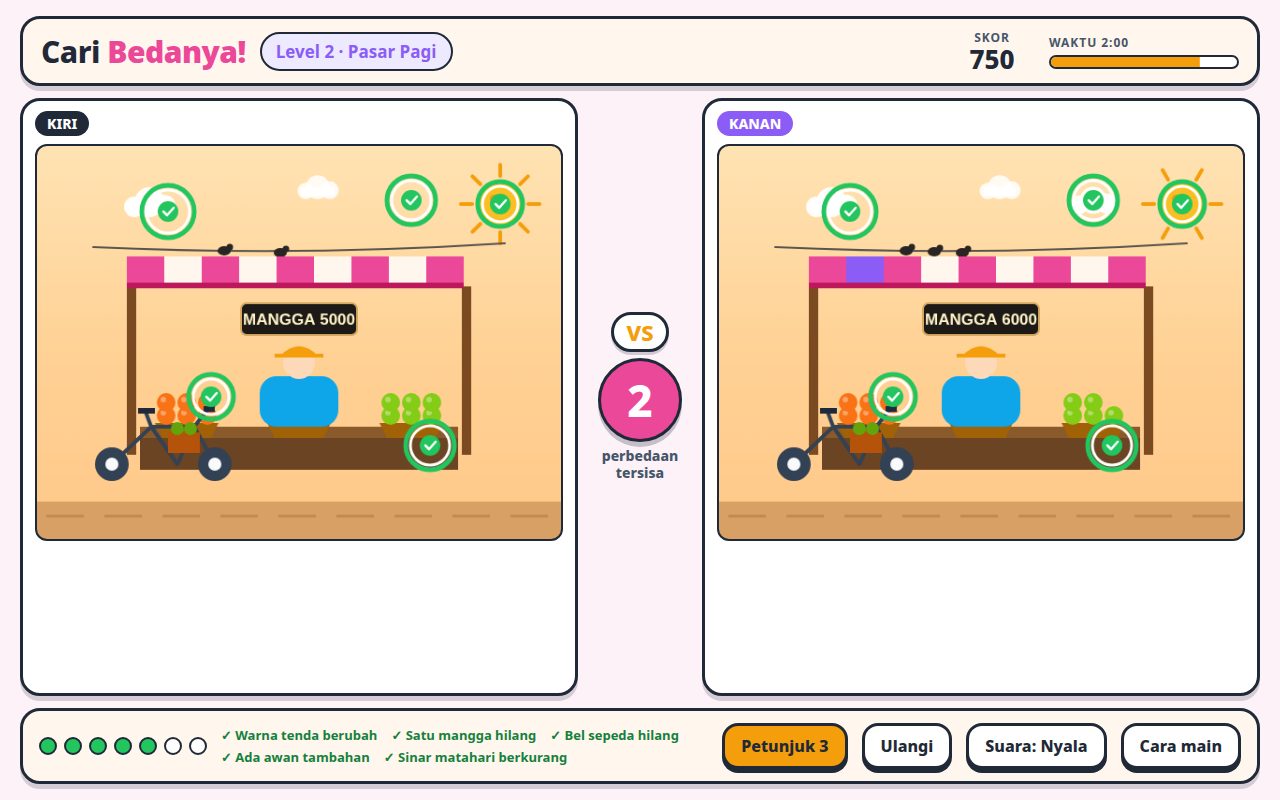 Cari Bedanya!
Level 2 · Pasar Pagi
SKOR
750
WAKTU 2:00
KIRI
MANGGA 5000
VS
2
perbedaan
tersisa
KANAN
MANGGA 6000
✓ Warna tenda berubah ✓ Satu mangga hilang ✓ Bel sepeda hilang
✓ Ada awan tambahan ✓ Sinar matahari berkurang
Petunjuk 3
Ulangi
Suara: Nyala
Cara main